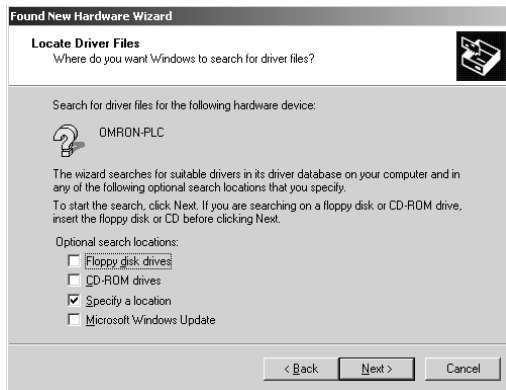 Found New Hardware Wizard
Locate Driver Files
Where do you want Windows to search for driver files?
Search for driver files for the following hardware device:
OMRON-PLC
The wizard searches for suitable drivers in its driver database on your computer and in
any of the following optional search locations that you specify.
To start the search, click Next. If you are searching on a floppy disk or CD-ROM drive,
insert the floppy disk or CD before clicking Next.
Optional search locations:
Floppy disk drives
CD-ROM drives
Specify a location
Microsoft Windows Update
< Back
Next >
Cancel